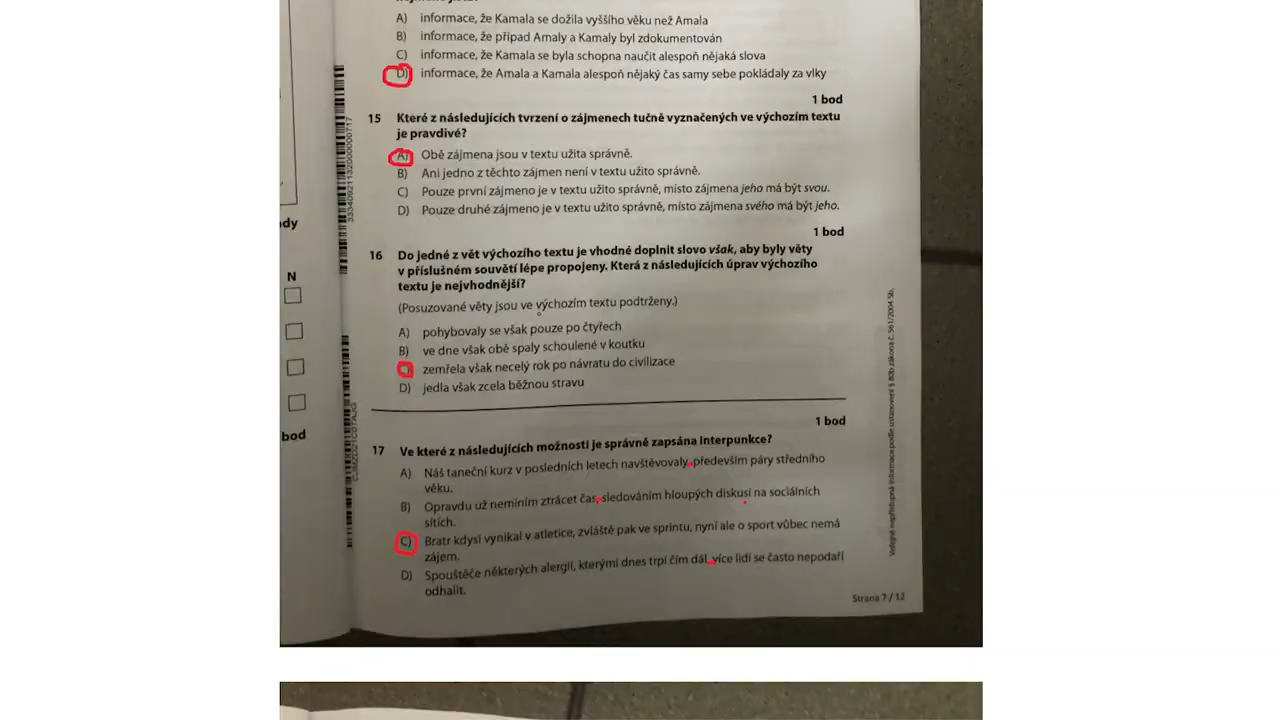 A) informace, že Kamala se dožila vyššího věku než Amala
B) informace, že případ Amaly a Kamaly byl zdokumentován
C) informace, že Kamala se byla schopna naučit alespoň nějaká slova
D) informace, že Amala a Kamala alespoň nějaký čas samy sebe pokládaly za vlky
1 bod
15 Které z následujících tvrzení o zájmenech tučně vyznačených ve výchozím textu
je pravdivé?
A) Obě zájmena jsou v textu užita správně.
B) Ani jedno z těchto zájmen není v textu užito správně.
C) Pouze první zájmeno je v textu užito správně, místo zájmena jeho má být svou.
D) Pouze druhé zájmeno je v textu užito správně, místo zájmena svého má být jeho.
1 bod
16 Do jedné z vět výchozího textu je vhodné doplnit slovo však, aby byly věty
v příslušném souvětí lépe propojeny. Která z následujících úprav výchozího
textu je nejvhodnější?
(Posuzované věty jsou ve výchozím textu podtrženy.)
A) pohybovaly se však pouze po čtyřech
B) ve dne však obě spaly schoulené v koutku
C) zemřela však necelý rok po návratu do civilizace
D) jedla však zcela běžnou stravu
1 bod
17 Ve které z následujících možností je správně zapsána interpunkce?
A) Náš taneční kurz v posledních letech navštěvovaly především páry středního
věku.
B) Opravdu už nemíním ztrácet čas sledováním hloupých diskusí na sociálních
sítích.
C) Bratr kdysi vynikal v atletice, zvláště pak ve sprintu, nyní ale o sport vůbec nemá
zájem.
D) Spouštěče některých alergií, kterými dnes trpí čím dál více lidí se často nepodaří
odhalit.
Strana 7 / 12
dy
N
bod
333409211320000000717
Veřejně nepřístupná informace podle ustanovení § 80b zákona č. 561/2004 Sb.